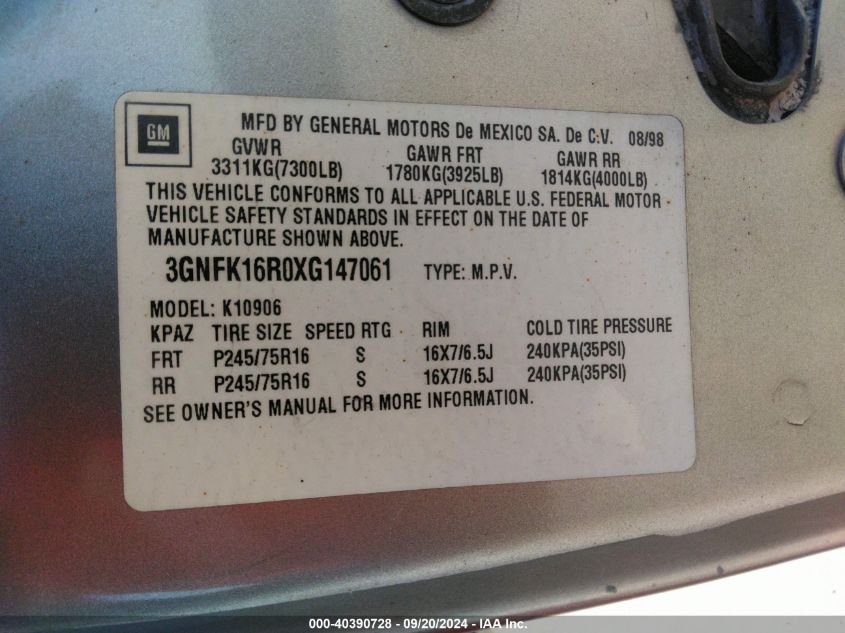 GM
MFD BY GENERAL MOTORS De MEXICO SA. De C.V. 08/98
GVWR GAWR FRT GAWR RR
3311KG(7300LB) 1780KG(3925LB) 1814KG(4000LB)
THIS VEHICLE CONFORMS TO ALL APPLICABLE U.S. FEDERAL MOTOR
VEHICLE SAFETY STANDARDS IN EFFECT ON THE DATE OF
MANUFACTURE SHOWN ABOVE.
3GNFK16R0XG147061 TYPE: M.P.V.
MODEL: K10906
KPAZ TIRE SIZE SPEED RTG RIM COLD TIRE PRESSURE
FRT P245/75R16 S 16X7/6.5J 240KPA(35PSI)
RR P245/75R16 S 16X7/6.5J 240KPA(35PSI)
SEE OWNER'S MANUAL FOR MORE INFORMATION.
000-40390728 - 09/20/2024 - IAA Inc.